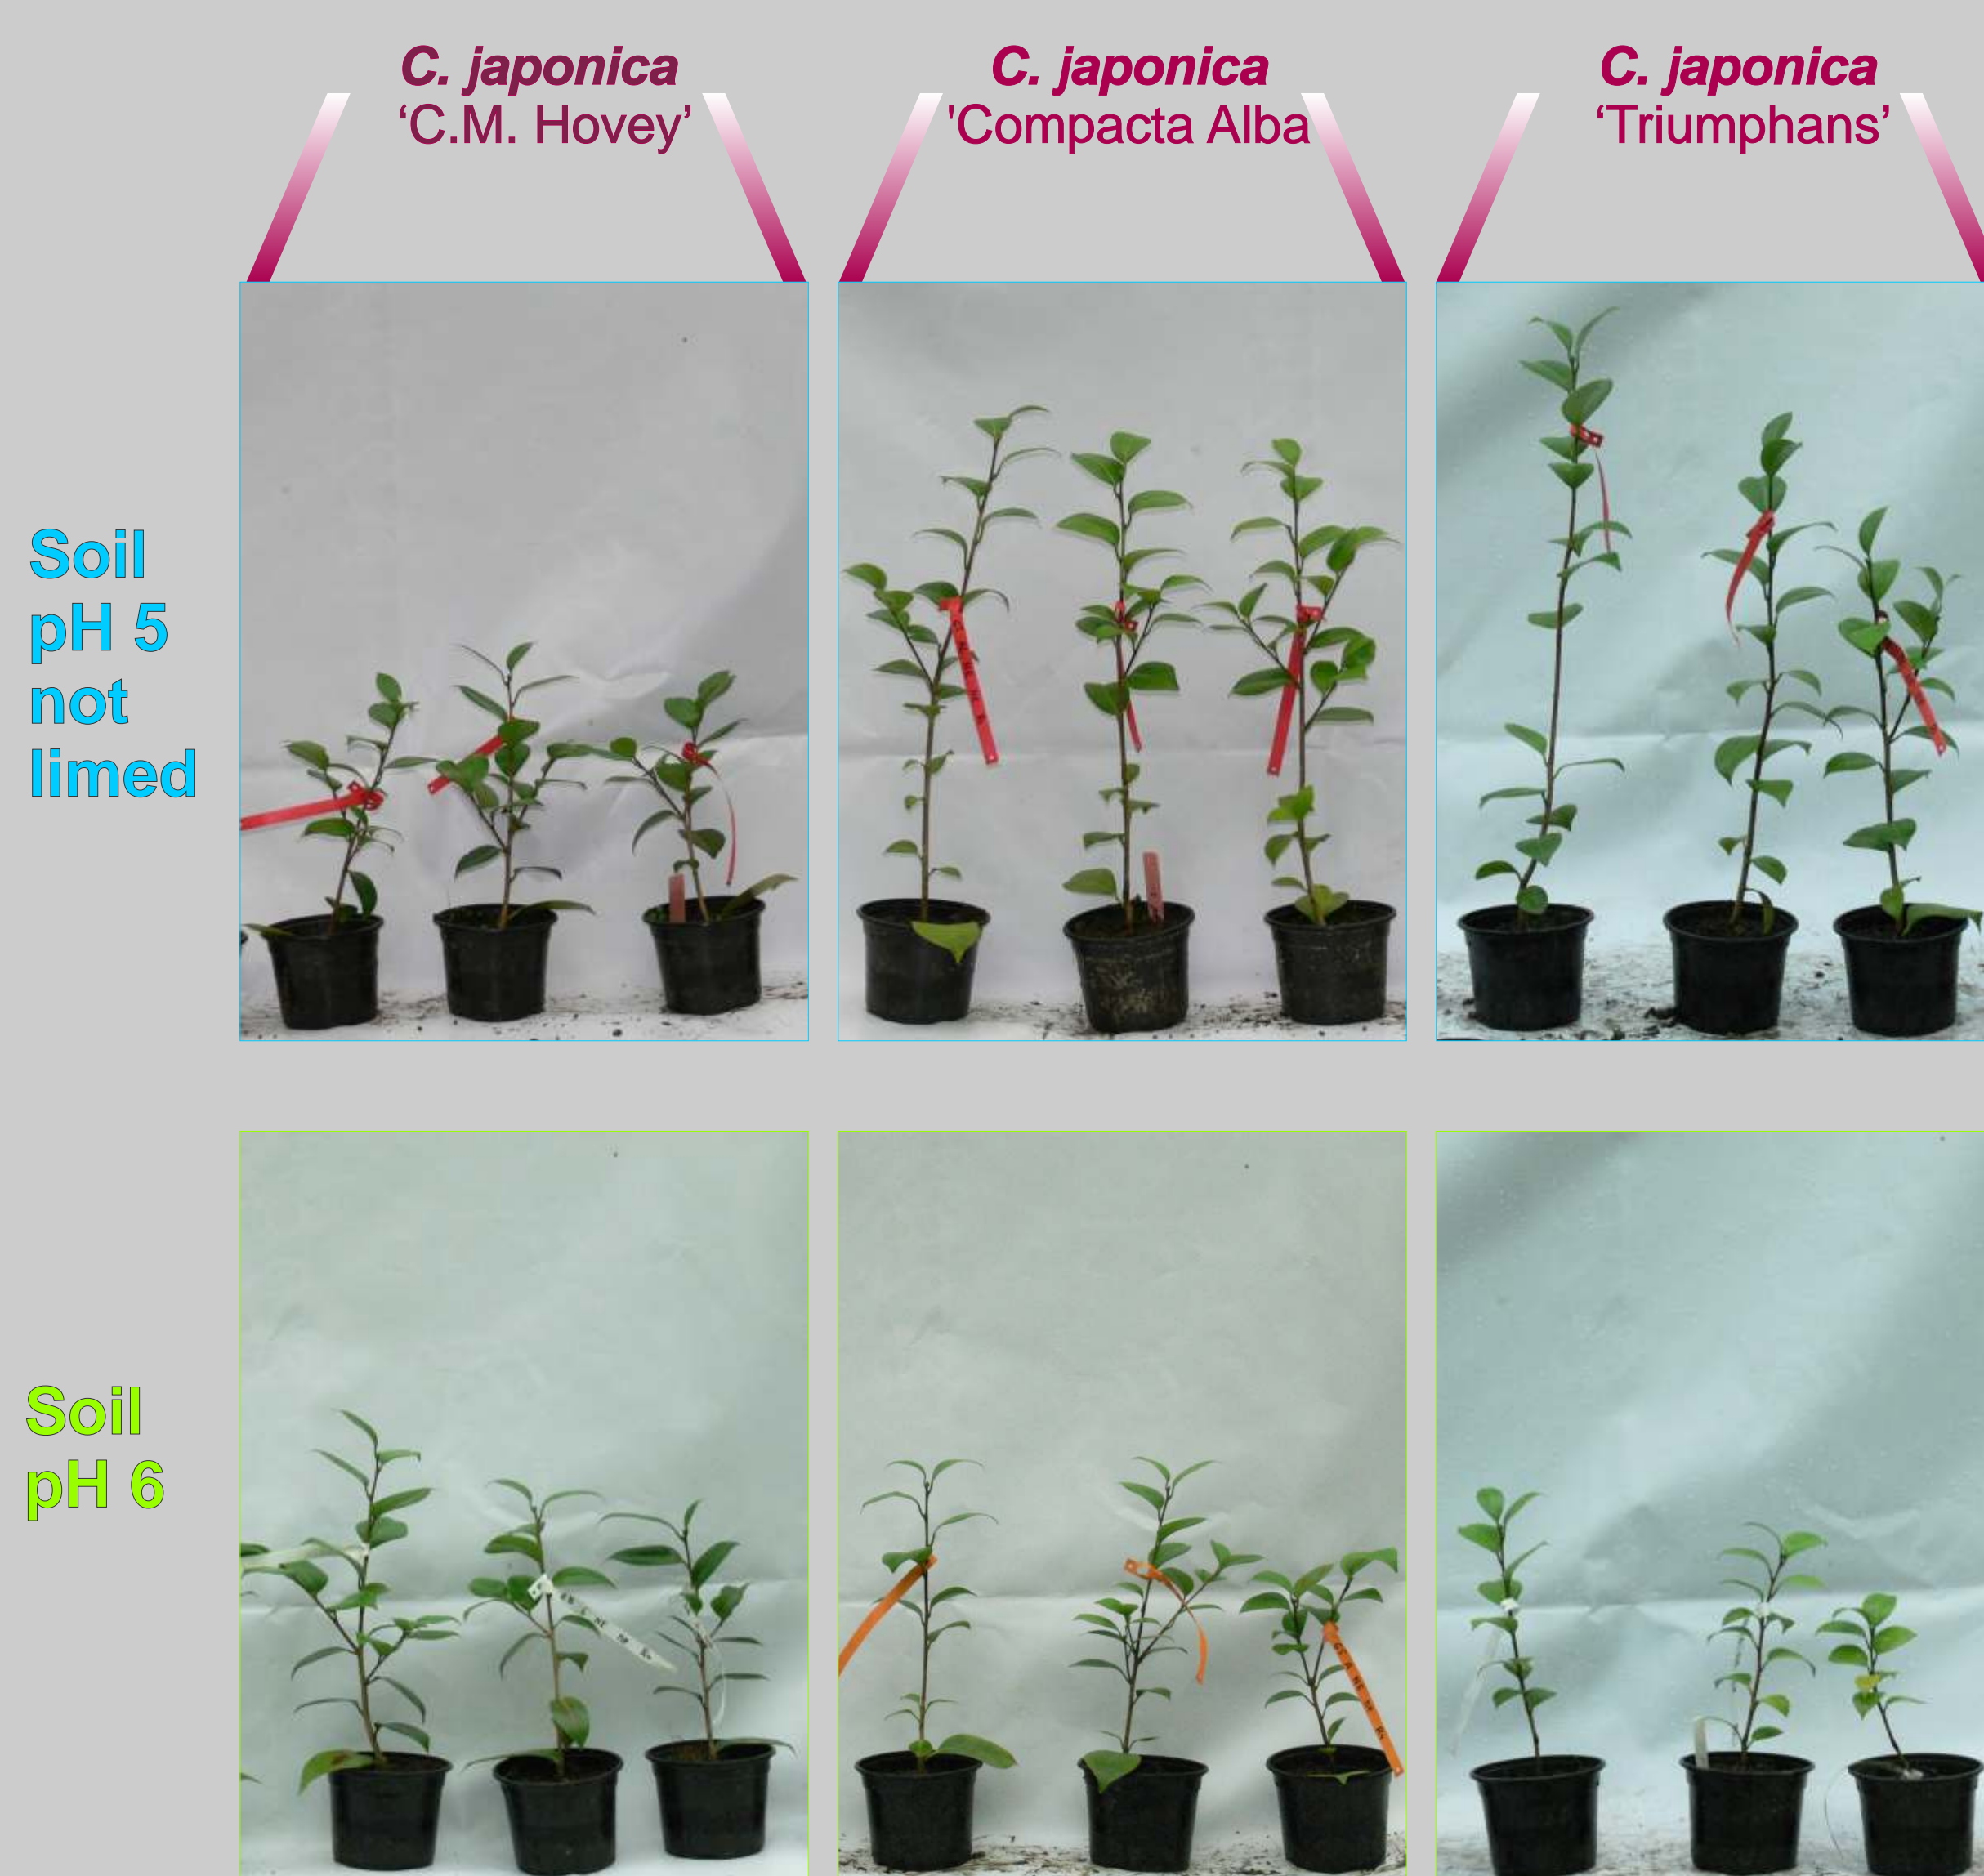 C. japonica
‘C.M. Hovey’
C. japonica
'Compacta Alba
C. japonica
‘Triumphans’
Soil
pH 5
not
limed
Soil
pH 6